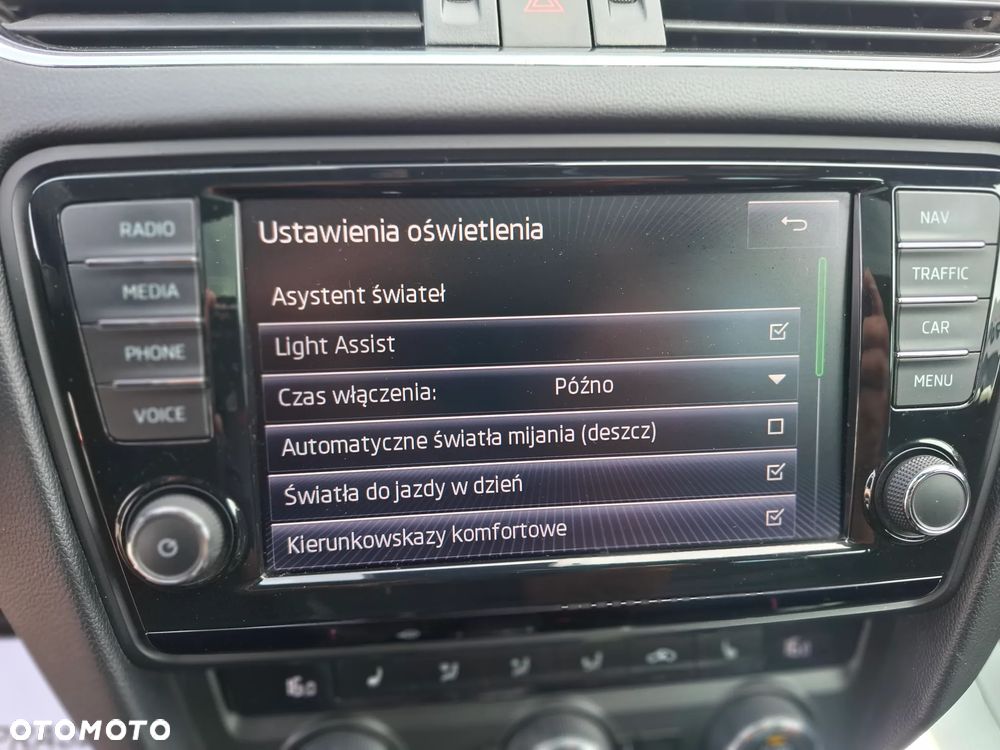 RADIO
MEDIA
PHONE
VOICE
Ustawienia oświetlenia
Asystent świateł
Light Assist
Czas włączenia: Późno
Automatyczne światła mijania (deszcz)
Światła do jazdy w dzień
Kierunkowskazy komfortowe
NAV
TRAFFIC
CAR
MENU
OTOMOTO